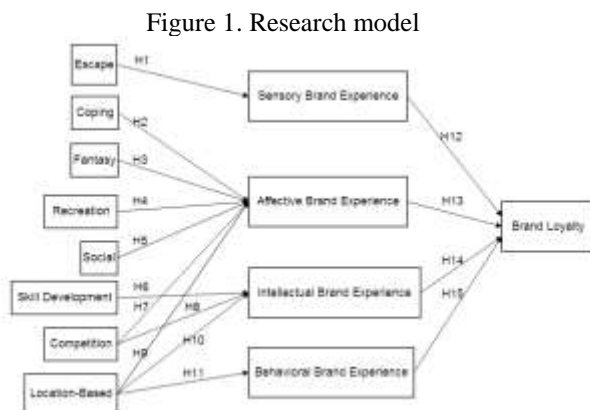 Figure 1. Research model
Escape
H1
Sensory Brand Experience
Coping
H2
H12
Fantasy
H3
Recreation
H4
Affective Brand Experience
H13
Brand Loyalty
Social
H5
H14
Skill Development
H6
H7
H8
Intellectual Brand Experience
H15
Competition
H9
H10
Location-Based
H11
Behavioral Brand Experience